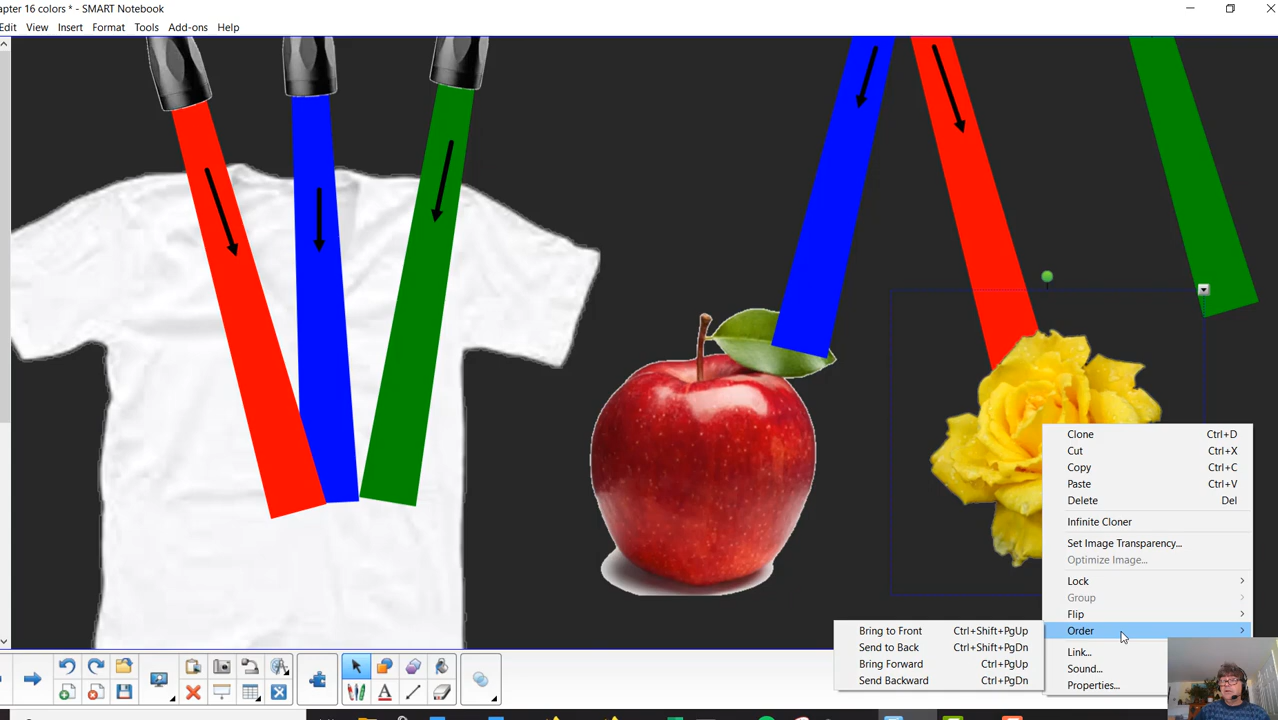 apter 16 colors * - SMART Notebook
Edit View Insert Format Tools Add-ons Help
Clone Ctrl+D
Cut Ctrl+X
Copy Ctrl+C
Paste Ctrl+V
Delete Del
Infinite Cloner
Set Image Transparency...
Optimize Image...
Lock
Group
Flip
Order
Link...
Sound...
Properties...
Bring to Front Ctrl+Shift+PgUp
Send to Back Ctrl+Shift+PgDn
Bring Forward Ctrl+PgUp
Send Backward Ctrl+PgDn